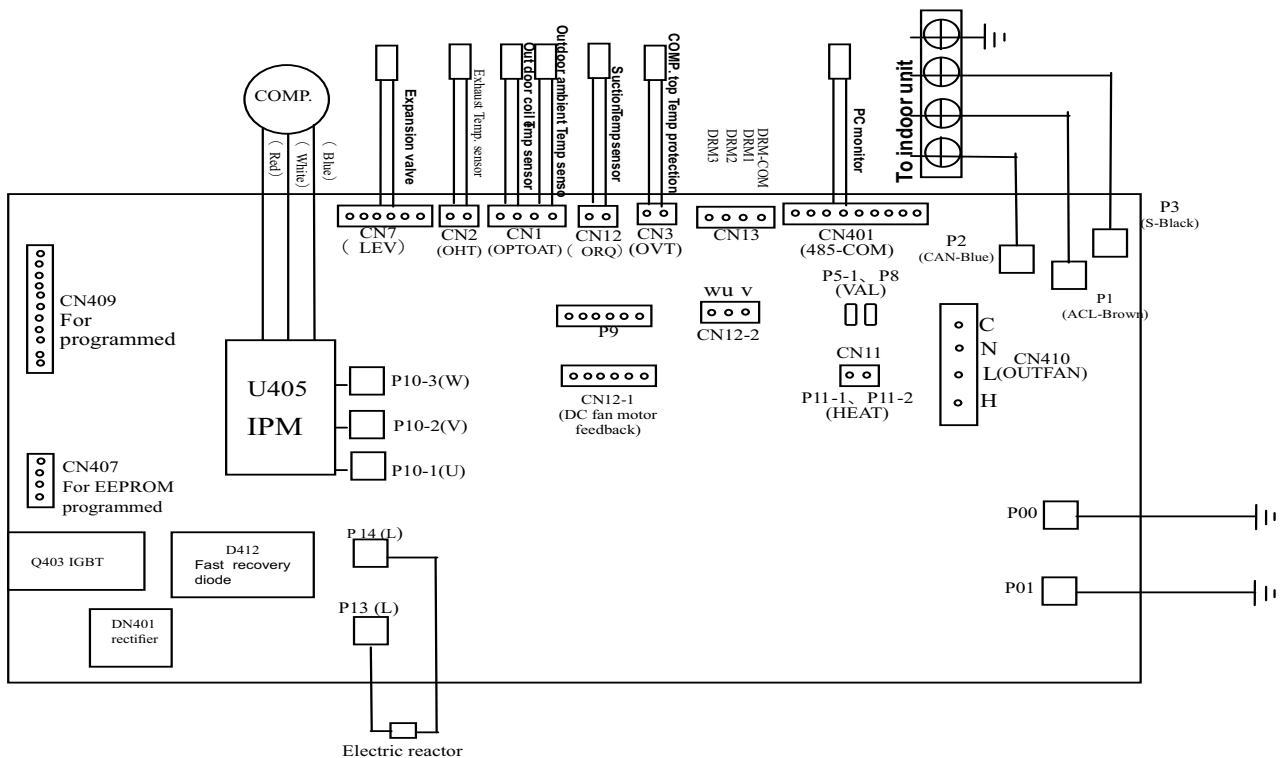 COMP.
( Red)
( White)
( Blue)
Expansion valve
Exhaust Temp. sensor
Out door coil Temp sensor
Outdoor ambient Temp senso
SuctionTempsensor
COMP. top Temp protection
DRM3
DRM2
DRM1
DRM-COM
PC monitor
To indoor unit
CN7
( LEV)
CN2
(OHT)
CN1
(OPTOAT)
CN12
( ORQ)
CN3
(OVT)
CN13
CN401
(485-COM)
P2
(CAN-Blue)
P3
(S-Black)
P1
(ACL-Brown)
CN409
For
programmed
P9
wu v
CN12-2
P5-1、P8
(VAL)
CN11
P11-1、P11-2
(HEAT)
C
N
L
H
CN410
(OUTFAN)
CN12-1
(DC fan motor
feedback)
U405
IPM
P10-3(W)
P10-2(V)
P10-1(U)
CN407
For EEPROM
programmed
Q403 IGBT
D412
Fast recovery
diode
DN401
rectifier
P 14 (L)
P13 (L)
P00
P01
Electric reactor